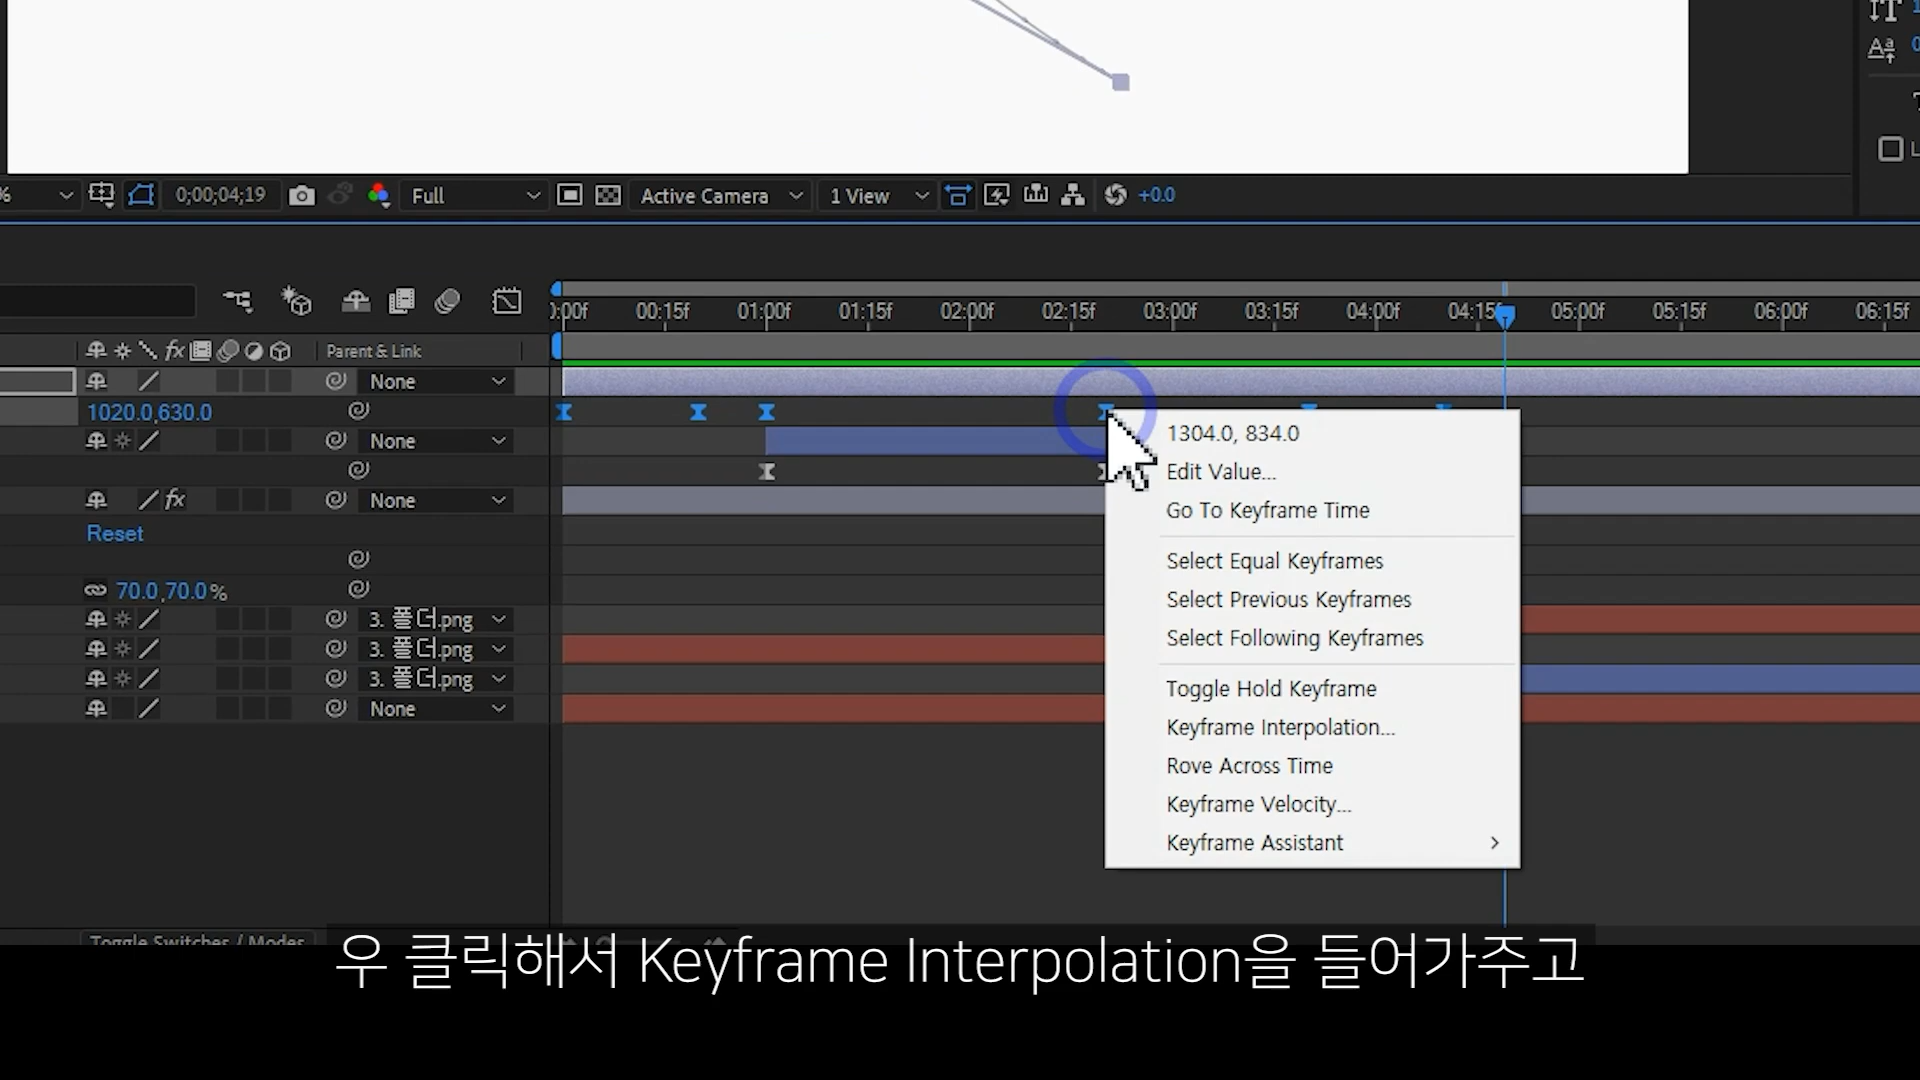 0;00;04;19
Full
Active Camera
1 View
+0.0
00:15f
01:00f
01:15f
02:00f
02:15f
03:00f
03:15f
04:00f
04:15f
05:00f
05:15f
06:00f
06:15f
fx
Parent & Link
None
1020.0,630.0
None
fx
None
Reset
70.0,70.0%
3. 폴더.png
3. 폴더.png
3. 폴더.png
None
1304.0, 834.0
Edit Value...
Go To Keyframe Time
Select Equal Keyframes
Select Previous Keyframes
Select Following Keyframes
Toggle Hold Keyframe
Keyframe Interpolation...
Rove Across Time
Keyframe Velocity...
Keyframe Assistant
Toggle Switches / Modes
우 클릭해서 Keyframe Interpolation을 들어가주고